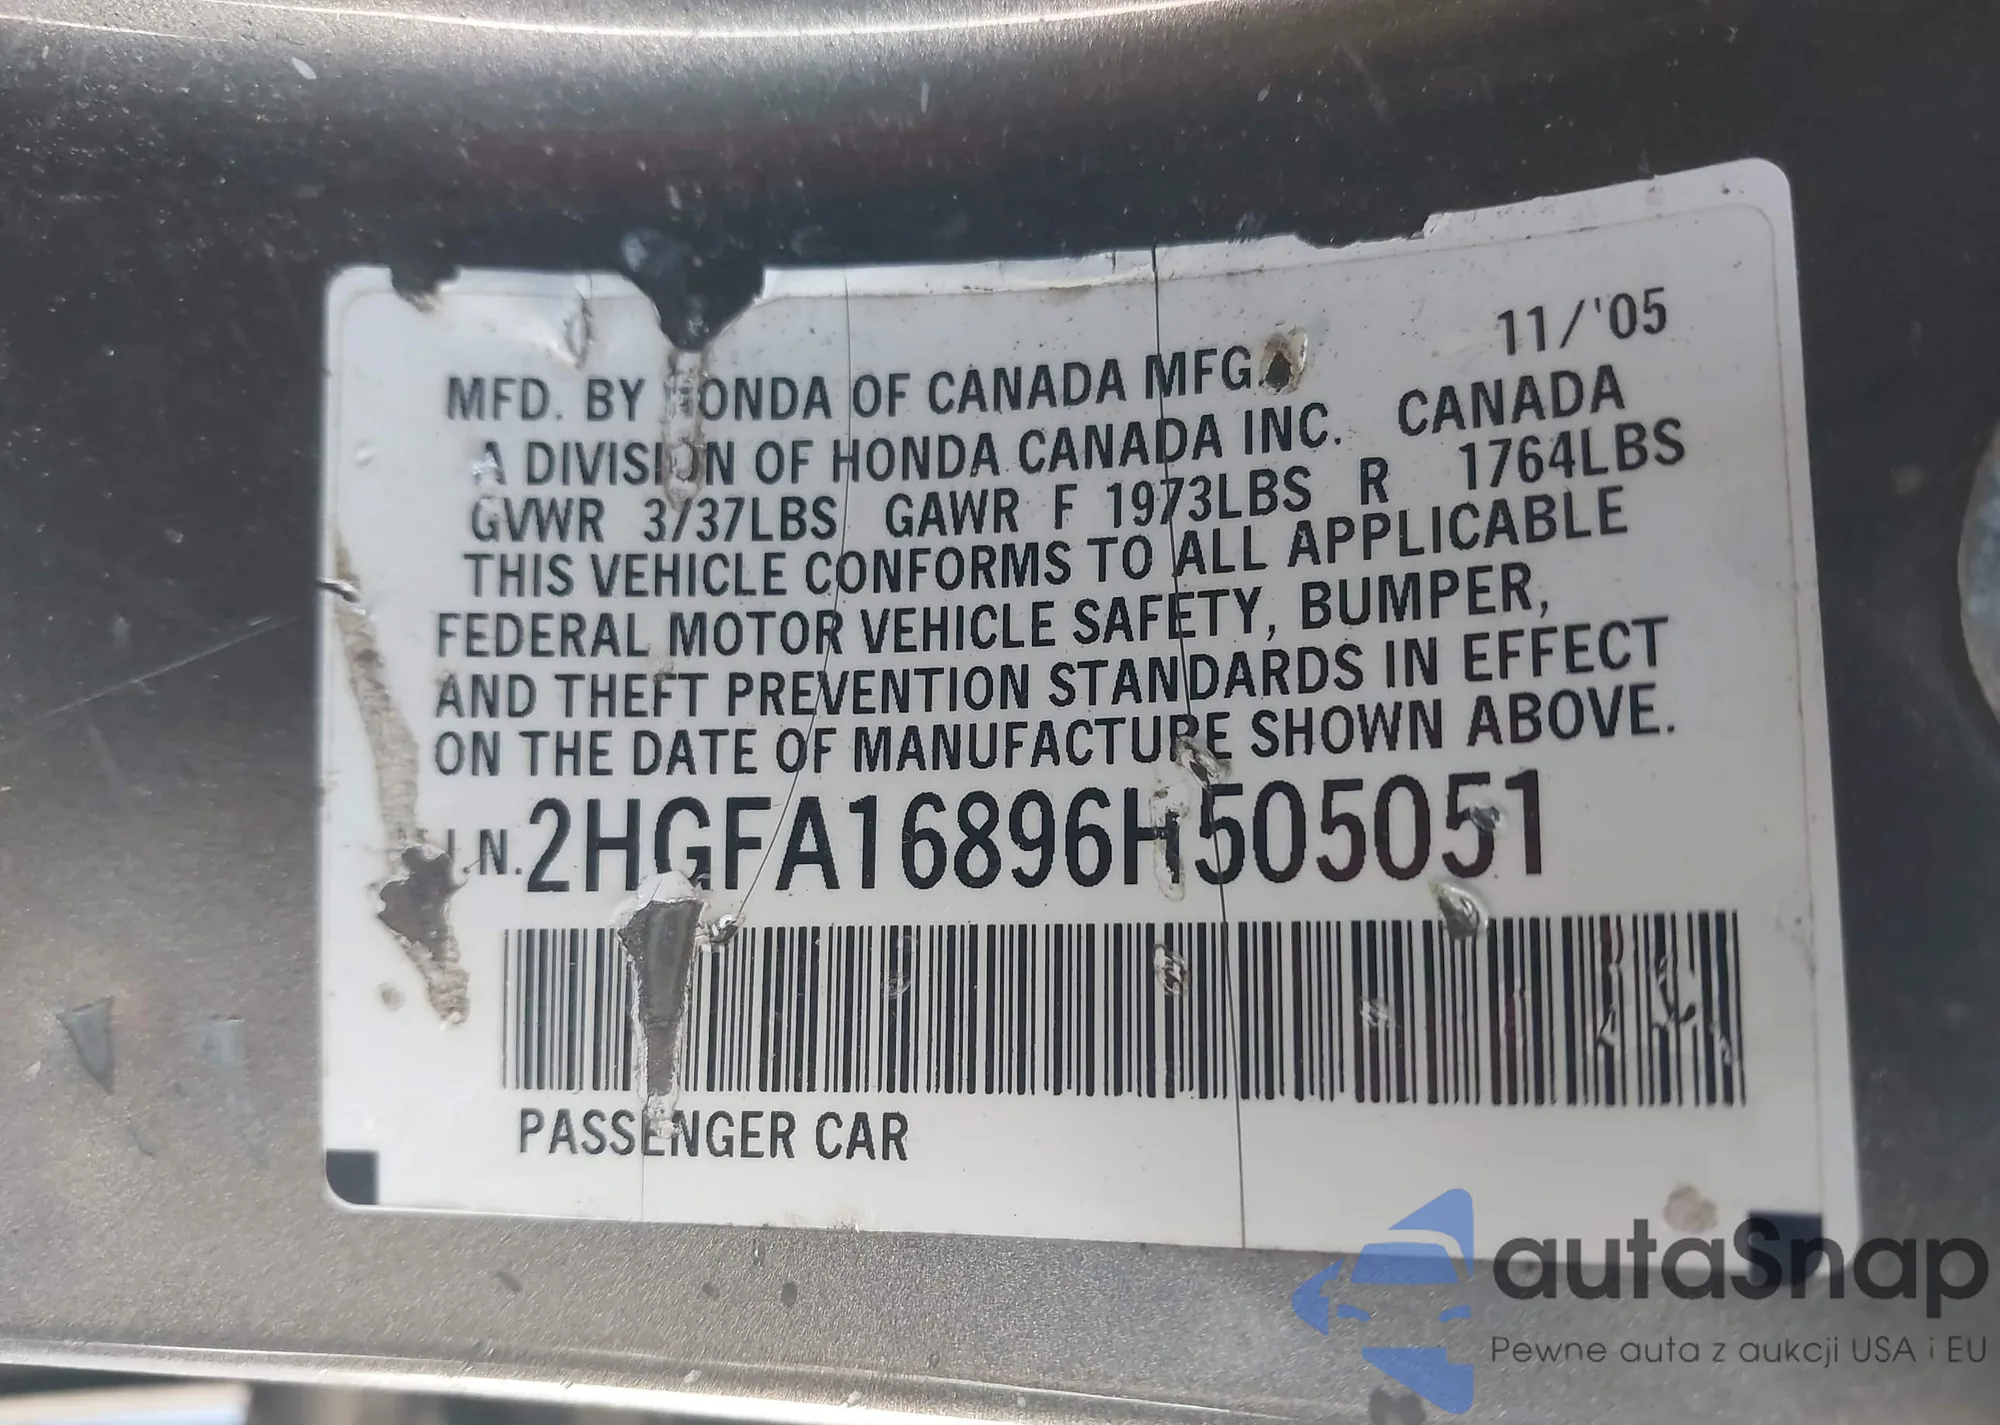 11/'05
MFD. BY HONDA OF CANADA MFG.
A DIVISION OF HONDA CANADA INC. CANADA
GVWR 3737LBS GAWR F 1973LBS R 1764LBS
THIS VEHICLE CONFORMS TO ALL APPLICABLE
FEDERAL MOTOR VEHICLE SAFETY, BUMPER,
AND THEFT PREVENTION STANDARDS IN EFFECT
ON THE DATE OF MANUFACTURE SHOWN ABOVE.
.I.N. 2HGFA16896H505051
PASSENGER CAR
autaSnap
Pewne auta z aukcji USA i EU